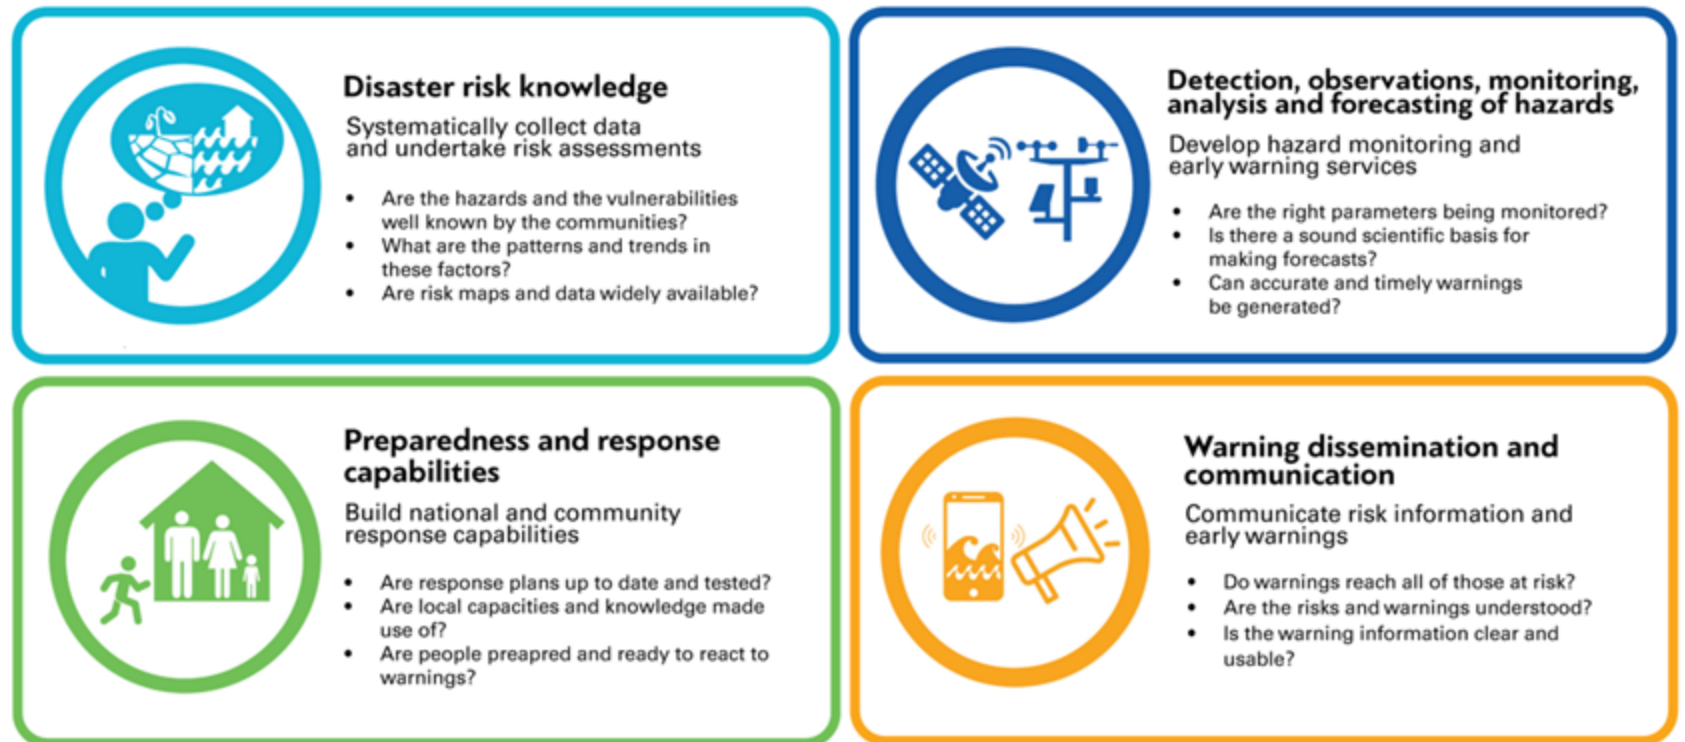 Disaster risk knowledge
Systematically collect data
and undertake risk assessments
• Are the hazards and the vulnerabilities
well known by the communities?
• What are the patterns and trends in
these factors?
• Are risk maps and data widely available?
Detection, observations, monitoring,
analysis and forecasting of hazards
Develop hazard monitoring and
early warning services
• Are the right parameters being monitored?
• Is there a sound scientific basis for
making forecasts?
• Can accurate and timely warnings
be generated?
Preparedness and response
capabilities
Build national and community
response capabilities
• Are response plans up to date and tested?
• Are local capacities and knowledge made
use of?
• Are people preapred and ready to react to
warnings?
Warning dissemination and
communication
Communicate risk information and
early warnings
• Do warnings reach all of those at risk?
• Are the risks and warnings understood?
• Is the warning information clear and
usable?